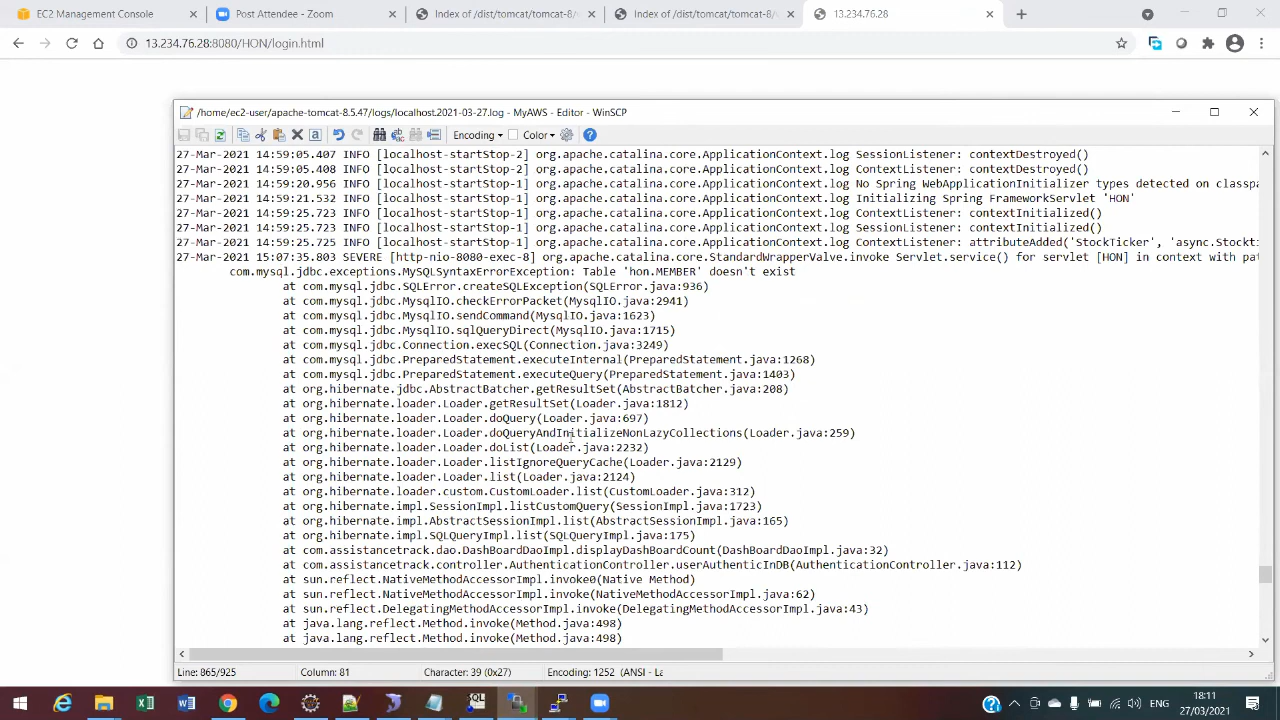 EC2 Management Console
Post Attendee - Zoom
Index of /dist/tomcat/tomcat-8/
Index of /dist/tomcat/tomcat-8/
13.234.76.28
13.234.76.28:8080/HON/login.html
/home/ec2-user/apache-tomcat-8.5.47/logs/localhost.2021-03-27.log - MyAWS - Editor - WinSCP
Encoding
Color
27-Mar-2021 14:59:05.407 INFO [localhost-startStop-2] org.apache.catalina.core.ApplicationContext.log SessionListener: contextDestroyed()
27-Mar-2021 14:59:05.408 INFO [localhost-startStop-2] org.apache.catalina.core.ApplicationContext.log ContextListener: contextDestroyed()
27-Mar-2021 14:59:20.956 INFO [localhost-startStop-1] org.apache.catalina.core.ApplicationContext.log No Spring WebApplicationInitializer types detected on classpa
27-Mar-2021 14:59:21.532 INFO [localhost-startStop-1] org.apache.catalina.core.ApplicationContext.log Initializing Spring FrameworkServlet 'HON'
27-Mar-2021 14:59:25.723 INFO [localhost-startStop-1] org.apache.catalina.core.ApplicationContext.log ContextListener: contextInitialized()
27-Mar-2021 14:59:25.723 INFO [localhost-startStop-1] org.apache.catalina.core.ApplicationContext.log SessionListener: contextInitialized()
27-Mar-2021 14:59:25.725 INFO [localhost-startStop-1] org.apache.catalina.core.ApplicationContext.log ContextListener: attributeAdded('StockTicker', 'async.Stockti
27-Mar-2021 15:07:35.803 SEVERE [http-nio-8080-exec-8] org.apache.catalina.core.StandardWrapperValve.invoke Servlet.service() for servlet [HON] in context with pat
com.mysql.jdbc.exceptions.MySQLSyntaxErrorException: Table 'hon.MEMBER' doesn't exist
at com.mysql.jdbc.SQLError.createSQLException(SQLError.java:936)
at com.mysql.jdbc.MysqlIO.checkErrorPacket(MysqlIO.java:2941)
at com.mysql.jdbc.MysqlIO.sendCommand(MysqlIO.java:1623)
at com.mysql.jdbc.MysqlIO.sqlQueryDirect(MysqlIO.java:1715)
at com.mysql.jdbc.Connection.execSQL(Connection.java:3249)
at com.mysql.jdbc.PreparedStatement.executeInternal(PreparedStatement.java:1268)
at com.mysql.jdbc.PreparedStatement.executeQuery(PreparedStatement.java:1403)
at org.hibernate.jdbc.AbstractBatcher.getResultSet(AbstractBatcher.java:208)
at org.hibernate.loader.Loader.getResultSet(Loader.java:1812)
at org.hibernate.loader.Loader.doQuery(Loader.java:697)
at org.hibernate.loader.Loader.doQueryAndInitializeNonLazyCollections(Loader.java:259)
at org.hibernate.loader.Loader.doList(Loader.java:2232)
at org.hibernate.loader.Loader.listIgnoreQueryCache(Loader.java:2129)
at org.hibernate.loader.Loader.list(Loader.java:2124)
at org.hibernate.loader.custom.CustomLoader.list(CustomLoader.java:312)
at org.hibernate.impl.SessionImpl.listCustomQuery(SessionImpl.java:1723)
at org.hibernate.impl.AbstractSessionImpl.list(AbstractSessionImpl.java:165)
at org.hibernate.impl.SQLQueryImpl.list(SQLQueryImpl.java:175)
at com.assistancetrack.dao.DashBoardDaoImpl.displayDashBoardCount(DashBoardDaoImpl.java:32)
at com.assistancetrack.controller.AuthenticationController.userAuthenticInDB(AuthenticationController.java:112)
at sun.reflect.NativeMethodAccessorImpl.invoke0(Native Method)
at sun.reflect.NativeMethodAccessorImpl.invoke(NativeMethodAccessorImpl.java:62)
at sun.reflect.DelegatingMethodAccessorImpl.invoke(DelegatingMethodAccessorImpl.java:43)
at java.lang.reflect.Method.invoke(Method.java:498)
at java.lang.reflect.Method.invoke(Method.java:498)
Line: 865/925
Column: 81
Character: 39 (0x27)
Encoding: 1252 (ANSI - La
ENG
18:11
27/03/2021